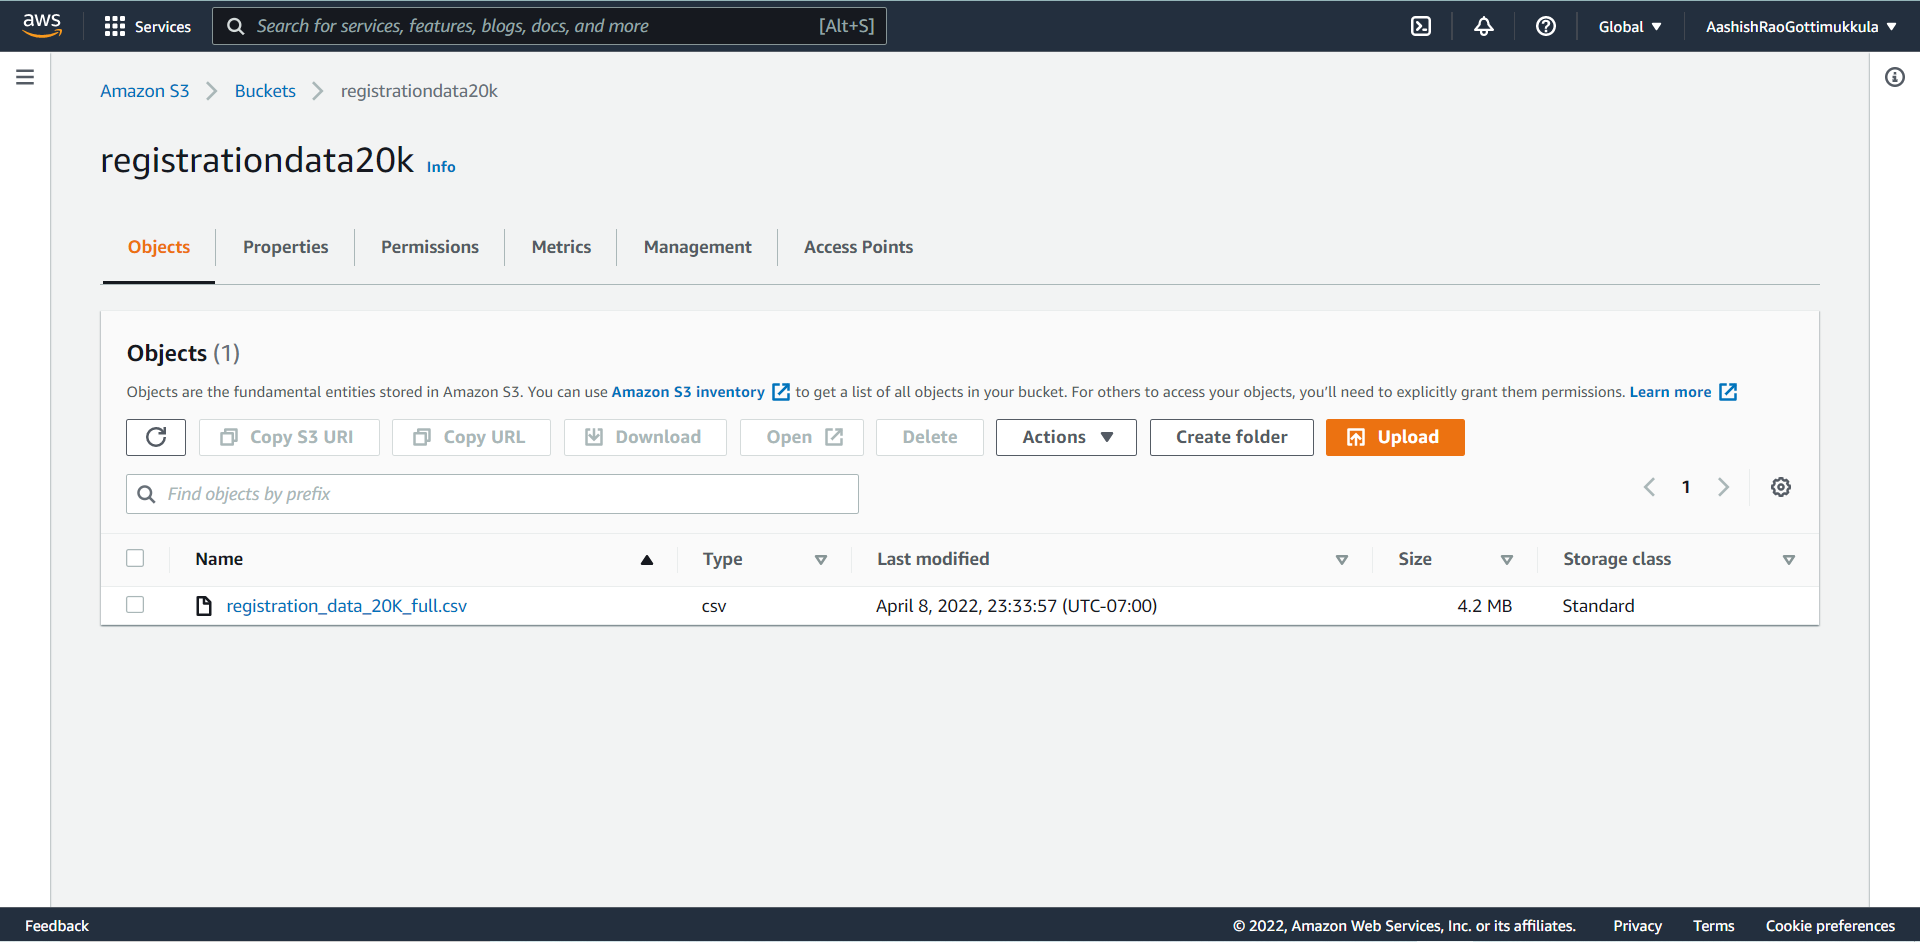 aws Services Search for services, features, blogs, docs, and more [Alt+S] Global AashishRaoGottimukkula
Amazon S3 Buckets registrationdata20k
registrationdata20k Info
Objects Properties Permissions Metrics Management Access Points
Objects (1)
Objects are the fundamental entities stored in Amazon S3. You can use Amazon S3 inventory to get a list of all objects in your bucket. For others to access your objects, you'll need to explicitly grant them permissions. Learn more
Copy S3 URI Copy URL Download Open Delete Actions Create folder Upload
Find objects by prefix 1
Name Type Last modified Size Storage class
registration_data_20K_full.csv csv April 8, 2022, 23:33:57 (UTC-07:00) 4.2 MB Standard
Feedback © 2022, Amazon Web Services, Inc. or its affiliates. Privacy Terms Cookie preferences